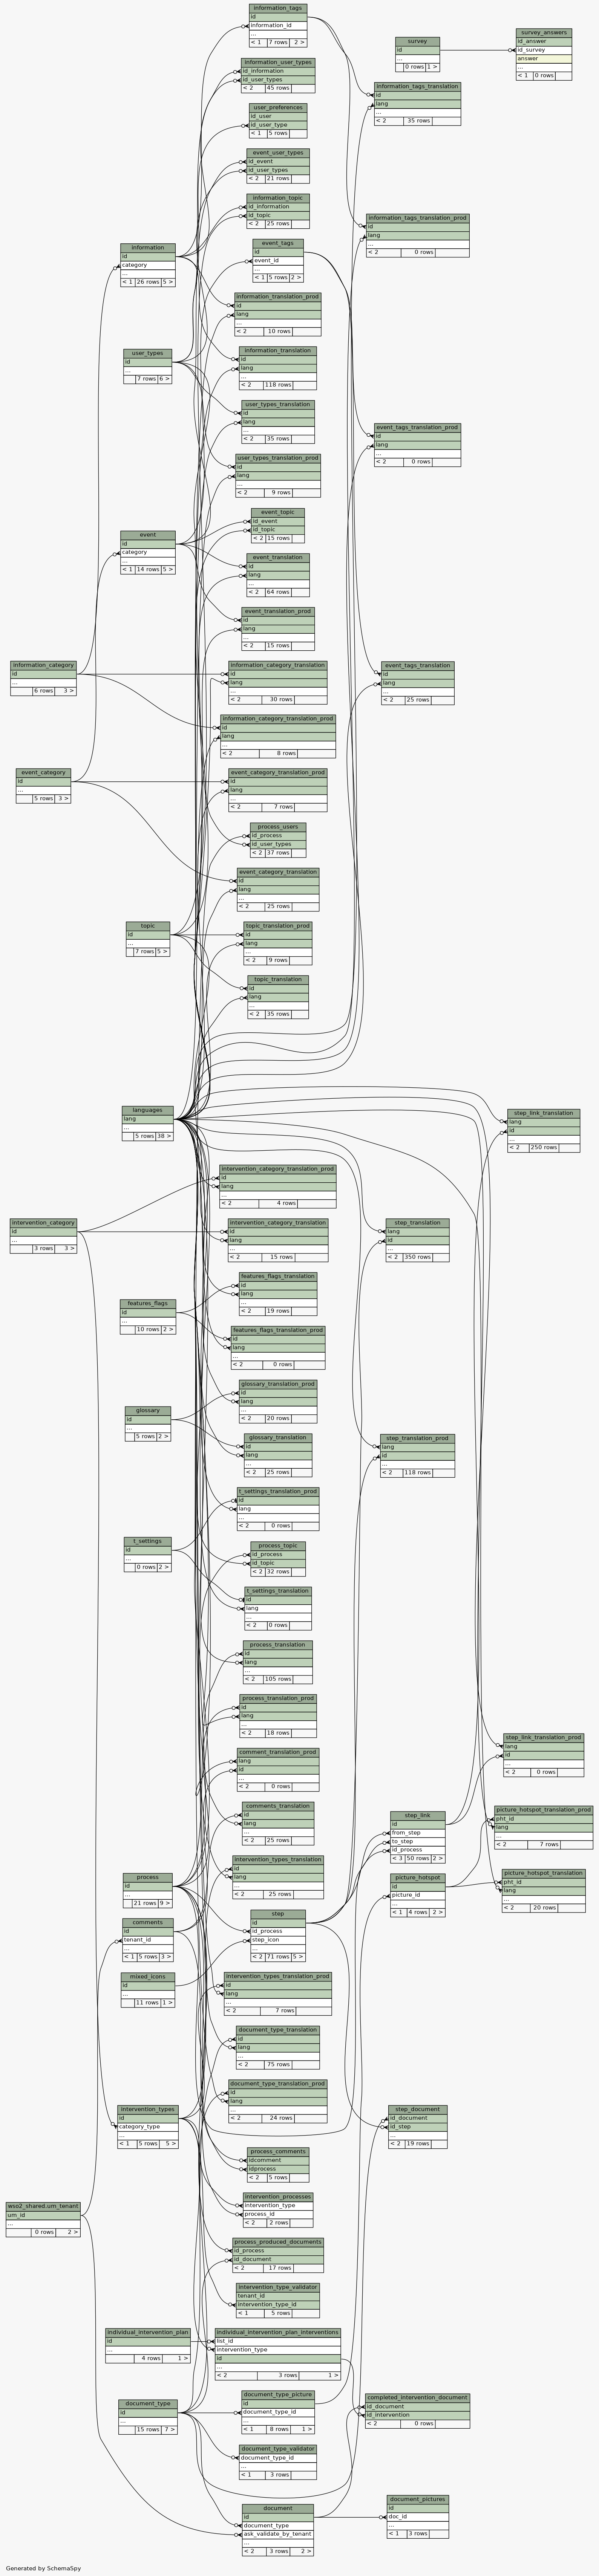 information_tags
id
information_id
...
< 1 7 rows 2 >
information_user_types
id_information
id_user_types
< 2 45 rows
user_preferences
id_user
id_user_type
< 1 5 rows
event_user_types
id_event
id_user_types
< 2 21 rows
information_topic
id_information
id_topic
< 2 25 rows
event_tags
id
event_id
...
< 1 5 rows 2 >
information_translation_prod
id
lang
...
< 2 10 rows
information_translation
id
lang
...
< 2 118 rows
user_types_translation
id
lang
...
< 2 35 rows
user_types_translation_prod
id
lang
...
< 2 9 rows
event_topic
id_event
id_topic
< 2 15 rows
event_translation
id
lang
...
< 2 64 rows
event_translation_prod
id
lang
...
< 2 15 rows
information_category_translation
id
lang
...
< 2 30 rows
information_category_translation_prod
id
lang
...
< 2 8 rows
event_category_translation_prod
id
lang
...
< 2 7 rows
process_users
id_process
id_user_types
< 2 37 rows
event_category_translation
id
lang
...
< 2 25 rows
topic_translation_prod
id
lang
...
< 2 9 rows
topic_translation
id
lang
...
< 2 35 rows
intervention_category_translation_prod
id
lang
...
< 2 4 rows
intervention_category_translation
id
lang
...
< 2 15 rows
features_flags_translation
id
lang
...
< 2 19 rows
features_flags_translation_prod
id
lang
...
< 2 0 rows
glossary_translation_prod
id
lang
...
< 2 20 rows
glossary_translation
id
lang
...
< 2 25 rows
t_settings_translation_prod
id
lang
...
< 2 0 rows
process_topic
id_process
id_topic
< 2 32 rows
t_settings_translation
id
lang
...
< 2 0 rows
process_translation
id
lang
...
< 2 105 rows
process_translation_prod
id
lang
...
< 2 18 rows
comment_translation_prod
lang
id
...
< 2 0 rows
comments_translation
id
lang
...
< 2 25 rows
intervention_types_translation
id
lang
...
< 2 25 rows
step
id
id_process
step_icon
...
< 2 71 rows 5 >
intervention_types_translation_prod
id
lang
...
< 2 7 rows
document_type_translation
id
lang
...
< 2 75 rows
document_type_translation_prod
id
lang
...
< 2 24 rows
process_comments
idcomment
idprocess
< 2 5 rows
intervention_processes
intervention_type
process_id
< 2 2 rows
process_produced_documents
id_process
id_document
< 2 17 rows
intervention_type_validator
tenant_id
intervention_type_id
< 1 5 rows
individual_intervention_plan_interventions
list_id
intervention_type
id
...
< 2 3 rows 1 >
document_type_picture
id
document_type_id
...
< 1 8 rows 1 >
document_type_validator
document_type_id
...
< 1 3 rows
document
id
document_type
ask_validate_by_tenant
...
< 2 3 rows 2 >
information
id
category
...
< 1 26 rows 5 >
user_types
id
...
7 rows 6 >
event
id
category
...
< 1 14 rows 5 >
information_category
id
...
6 rows 3 >
event_category
id
...
5 rows 3 >
topic
id
...
7 rows 5 >
languages
lang
...
5 rows 38 >
intervention_category
id
...
3 rows 3 >
features_flags
id
...
10 rows 2 >
glossary
id
...
5 rows 2 >
t_settings
id
...
0 rows 2 >
process
id
...
21 rows 9 >
comments
id
tenant_id
...
< 1 5 rows 3 >
mixed_icons
id
...
11 rows 1 >
intervention_types
id
category_type
...
< 1 5 rows 5 >
wso2_shared.um_tenant
um_id
...
0 rows 2 >
individual_intervention_plan
id
...
4 rows 1 >
document_type
id
...
15 rows 7 >
survey
id
...
0 rows 1 >
survey_answers
id_answer
id_survey
answer
...
< 1 0 rows
information_tags_translation
id
lang
...
< 2 35 rows
information_tags_translation_prod
id
lang
...
< 2 0 rows
event_tags_translation_prod
id
lang
...
< 2 0 rows
event_tags_translation
id
lang
...
< 2 25 rows
step_link_translation
lang
id
...
< 2 250 rows
step_translation
lang
id
...
< 2 350 rows
step_translation_prod
lang
id
...
< 2 118 rows
step_link_translation_prod
lang
id
...
< 2 0 rows
step_link
id
from_step
to_step
id_process
< 3 50 rows 2 >
picture_hotspot_translation_prod
pht_id
lang
...
< 2 7 rows
picture_hotspot
id
picture_id
...
< 1 4 rows 2 >
picture_hotspot_translation
pht_id
lang
...
< 2 20 rows
step_document
id_document
id_step
...
< 2 19 rows
completed_intervention_document
id_document
id_intervention
< 2 0 rows
document_pictures
id
doc_id
...
< 1 3 rows
Generated by SchemaSpy